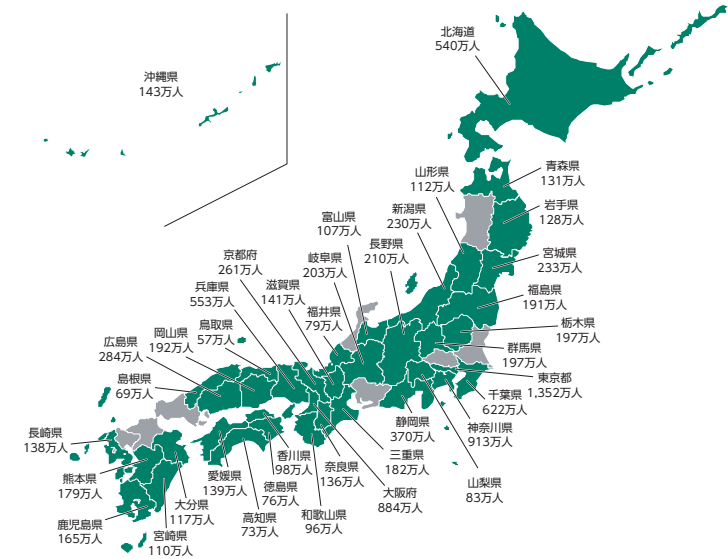 北海道
540万人
沖縄県
143万人
青森県
131万人
山形県
112万人
岩手県
128万人
新潟県
230万人
富山県
107万人
長野県
210万人
宮城県
233万人
京都府
261万人
岐阜県
203万人
滋賀県
141万人
兵庫県
553万人
福島県
191万人
福井県
79万人
鳥取県
57万人
岡山県
192万人
広島県
284万人
栃木県
197万人
群馬県
197万人
島根県
69万人
東京都
1,352万人
千葉県
622万人
神奈川県
913万人
静岡県
370万人
長崎県
138万人
三重県
182万人
香川県
98万人
奈良県
136万人
山梨県
83万人
熊本県
179万人
愛媛県
139万人
徳島県
76万人
大阪府
884万人
大分県
117万人
高知県
73万人
和歌山県
96万人
鹿児島県
165万人
宮崎県
110万人